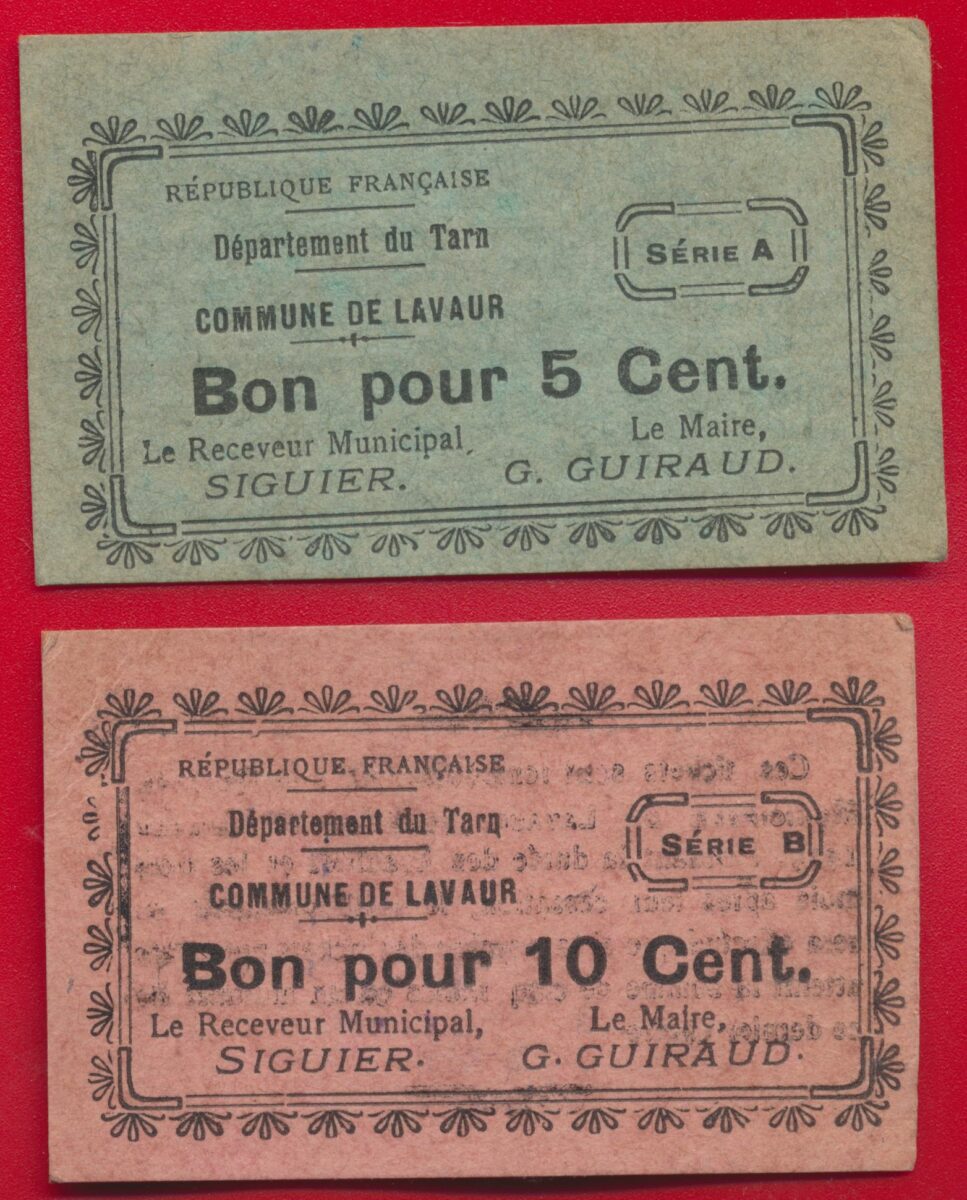 RÉPUBLIQUE FRANÇAISE
Département du Tarn
SÉRIE A
COMMUNE DE LAVAUR
Bon pour 5 Cent.
Le Receveur Municipal,
Le Maire,
SIGUIER.
G. GUIRAUD.
RÉPUBLIQUE FRANÇAISE
Département du Tarn
SÉRIE B
COMMUNE DE LAVAUR
Bon pour 10 Cent.
Le Receveur Municipal,
Le Maire,
SIGUIER.
G. GUIRAUD.